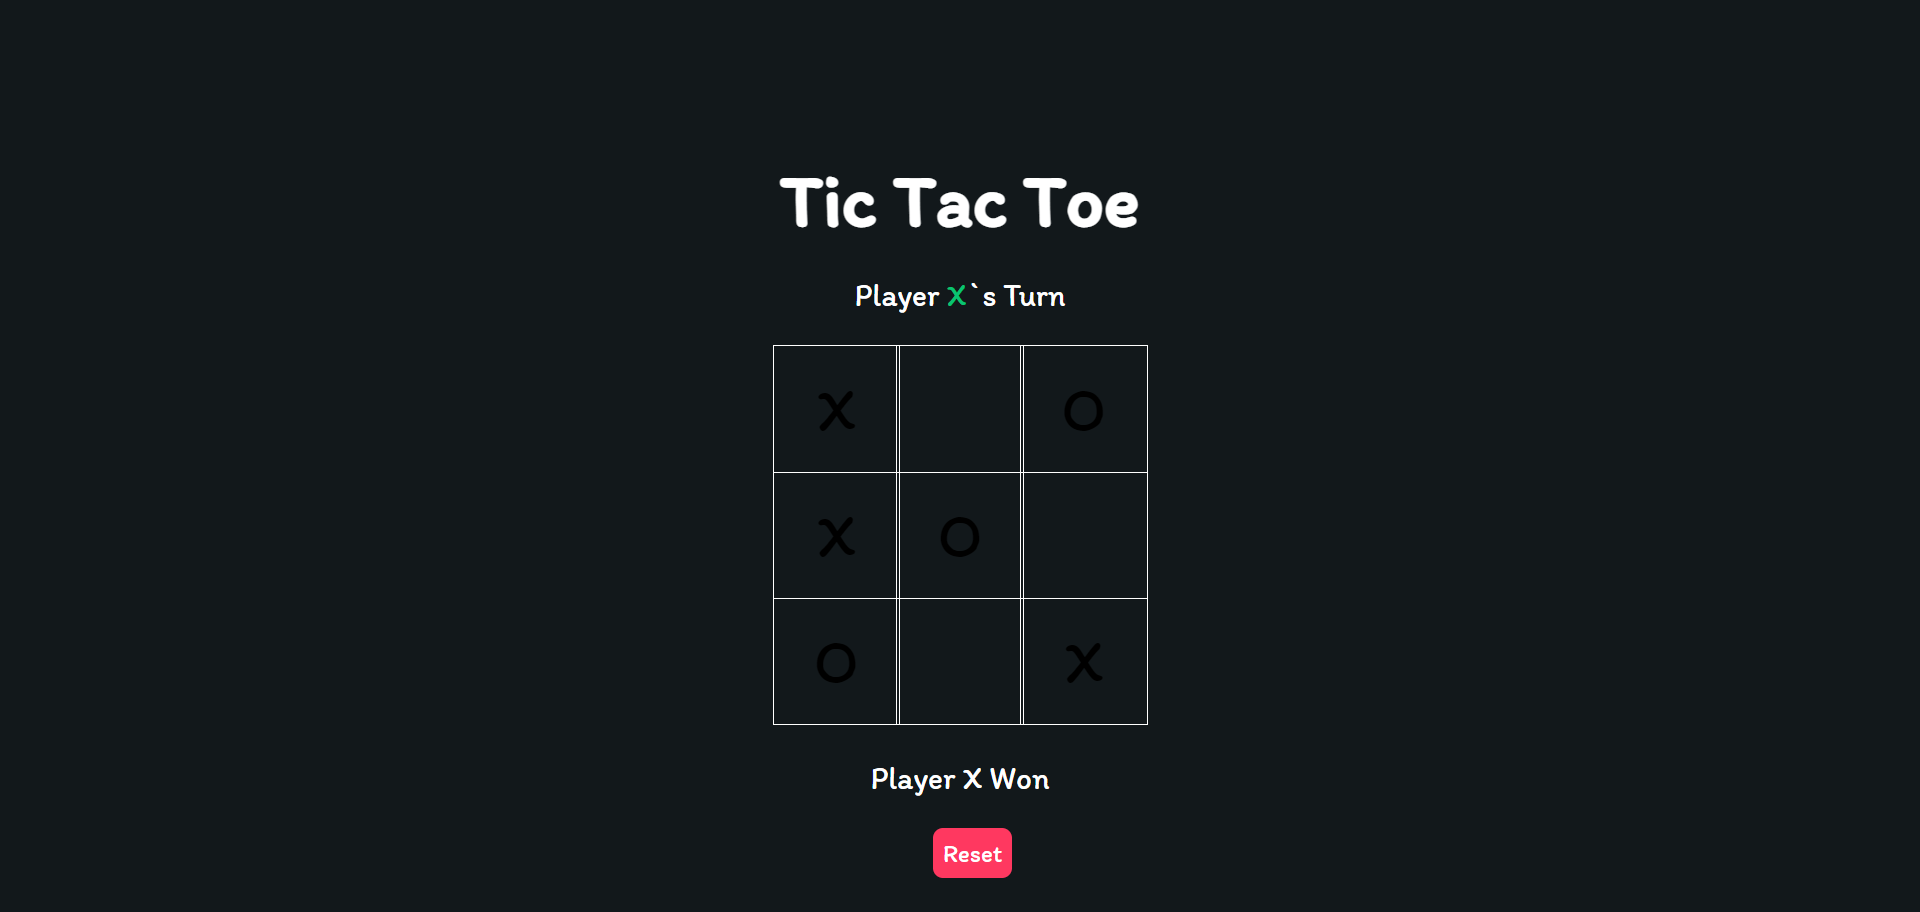 Tic Tac Toe
Player X`s Turn
X O
X O
O X
Player X Won
Reset